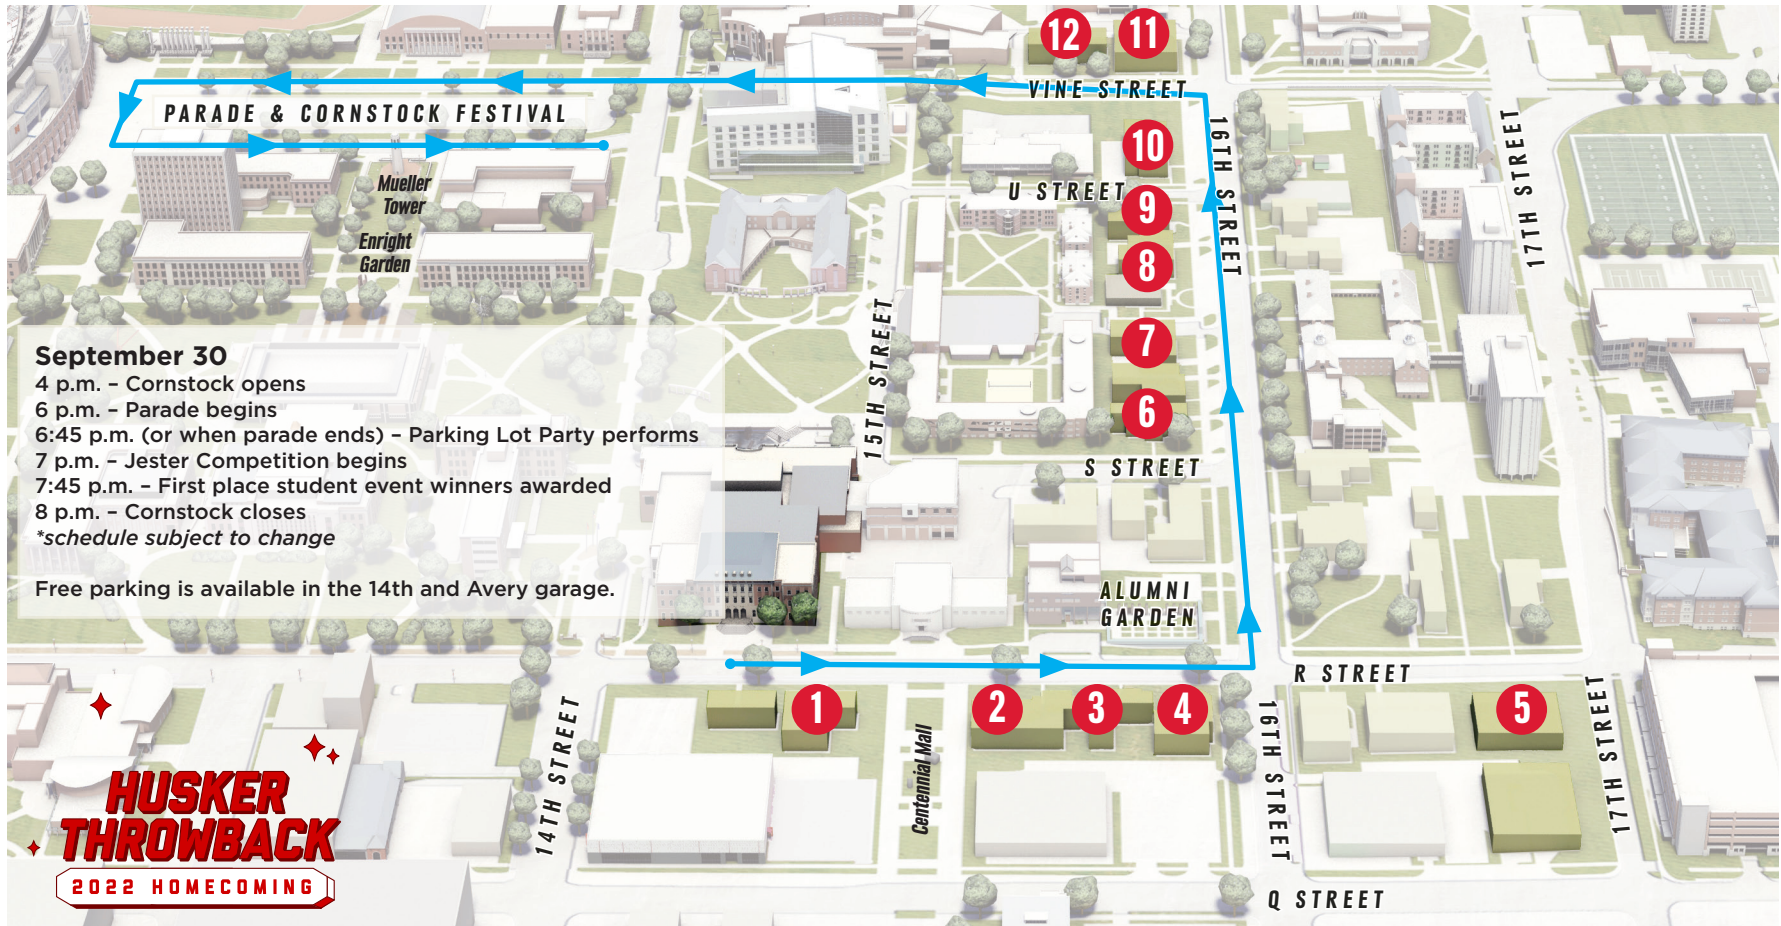 12
11
VINE STREET
PARADE & CORNSTOCK FESTIVAL
16TH STREET
17TH STREET
10
Mueller
Tower
U STREET
9
Enright
Garden
8
15TH STREET
7
6
S STREET
September 30
4 p.m. – Cornstock opens
6 p.m. – Parade begins
6:45 p.m. (or when parade ends) – Parking Lot Party performs
7 p.m. – Jester Competition begins
7:45 p.m. – First place student event winners awarded
8 p.m. – Cornstock closes
*schedule subject to change
Free parking is available in the 14th and Avery garage.
ALUMNI
GARDEN
R STREET
1
2
3
4
5
14TH STREET
Centennial Mall
16TH STREET
17TH STREET
Q STREET
HUSKER
THROWBACK
2022 HOMECOMING